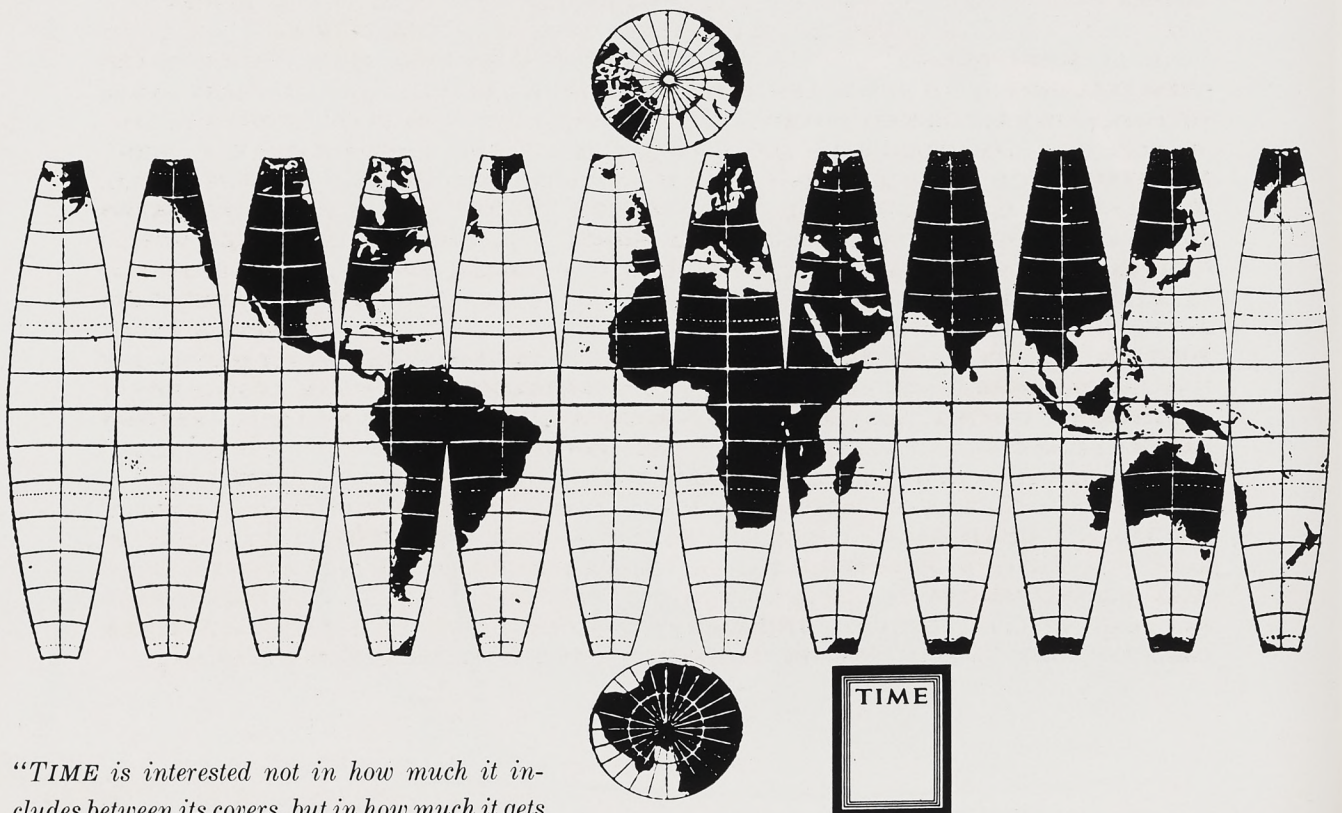 TIME
“TIME is interested not in how much it in-
cludes between its covers, but in how much it gets